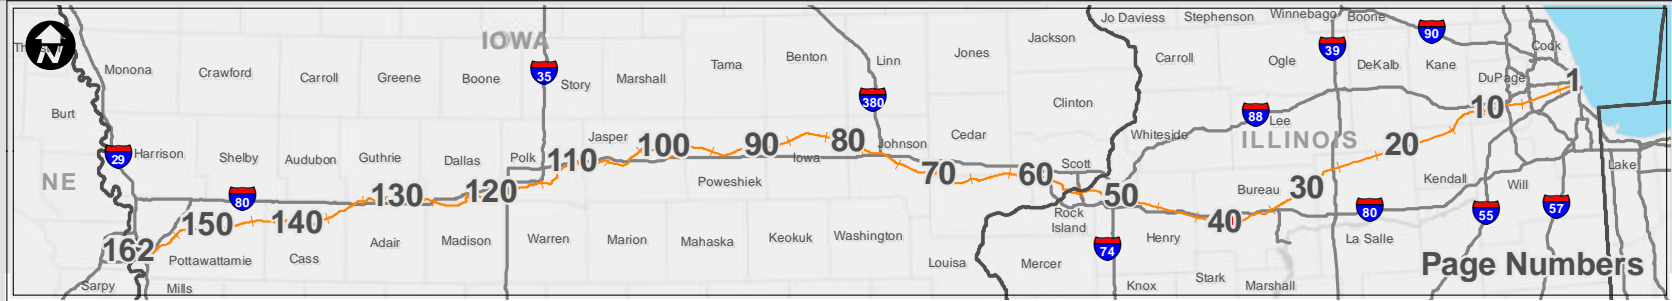 Jo Daviess Stephenson Winnebago Boone
IOWA Jackson 39 90 Cock
N
Monona Crawford Carroll Greene Boone 35 Story Marshall Tama Benton Linn Jones Carroll Ogle DeKalb Kane DuPage 1
380 Clinton 10
Burt 88 Lee
Jasper 100 90 80 Johnson Cedar Whiteside ILLINOIS 20
29 Harrison Shelby Audubon Guthrie Dallas Polk 110 Iowa Scott Lake
NE 80 130 120 Poweshiek 70 60 50 Bureau 30 Kendall Will
150 140 Rock Island 40 80 55 57
162 Adair Madison Warren Marion Mahaska Keokuk Washington 74 Henry La Salle
Pottawattamie Cass Louisa Mercer Page Numbers
Sarpy Mills Knox Stark Marshall